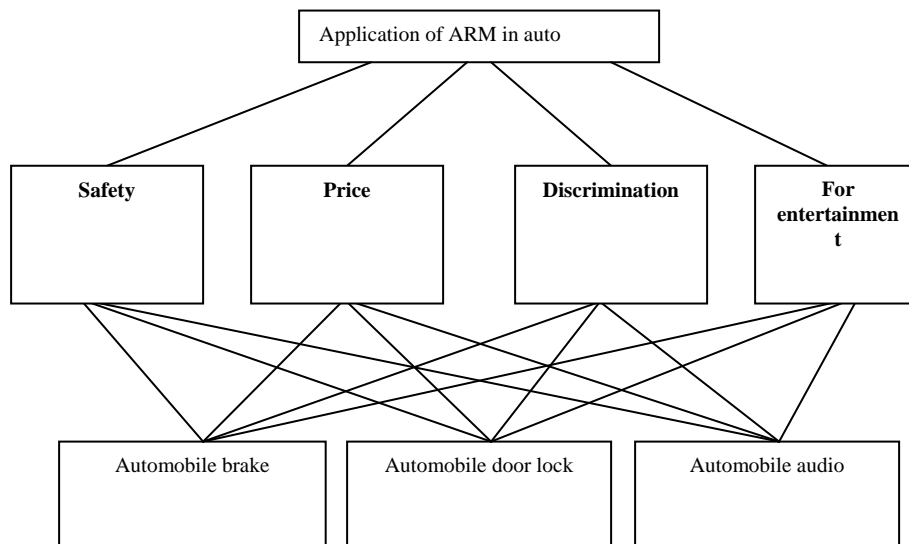 Application of ARM in auto
Safety
Price
Discrimination
For
entertainmen
t
Automobile brake
Automobile door lock
Automobile audio